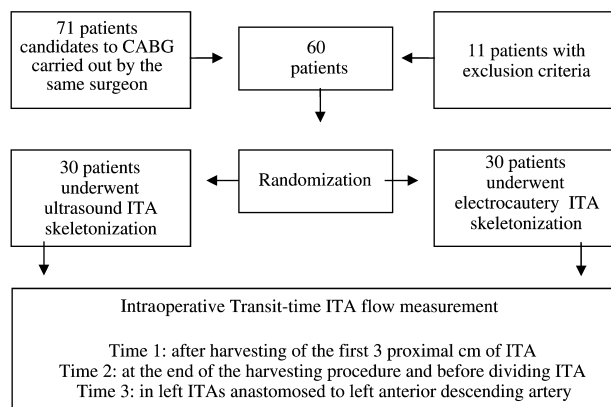 71 patients
candidates to CABG
carried out by the
same surgeon
60
patients
11 patients with
exclusion criteria
30 patients
underwent
ultrasound ITA
skeletonization
Randomization
30 patients
underwent
electrocautery ITA
skeletonization
Intraoperative Transit-time ITA flow measurement
Time 1: after harvesting of the first 3 proximal cm of ITA
Time 2: at the end of the harvesting procedure and before dividing ITA
Time 3: in left ITAs anastomosed to left anterior descending artery